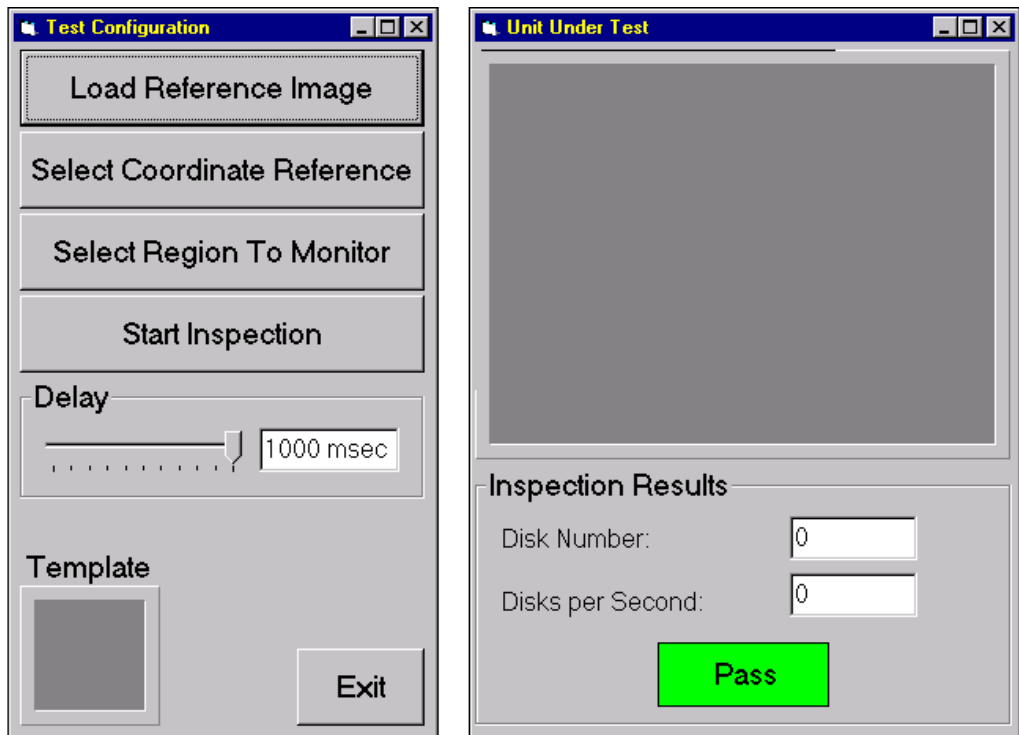 Test Configuration
Load Reference Image
Select Coordinate Reference
Select Region To Monitor
Start Inspection
Delay
1000 msec
Template
Exit
Unit Under Test
Inspection Results
Disk Number:
0
Disks per Second:
0
Pass